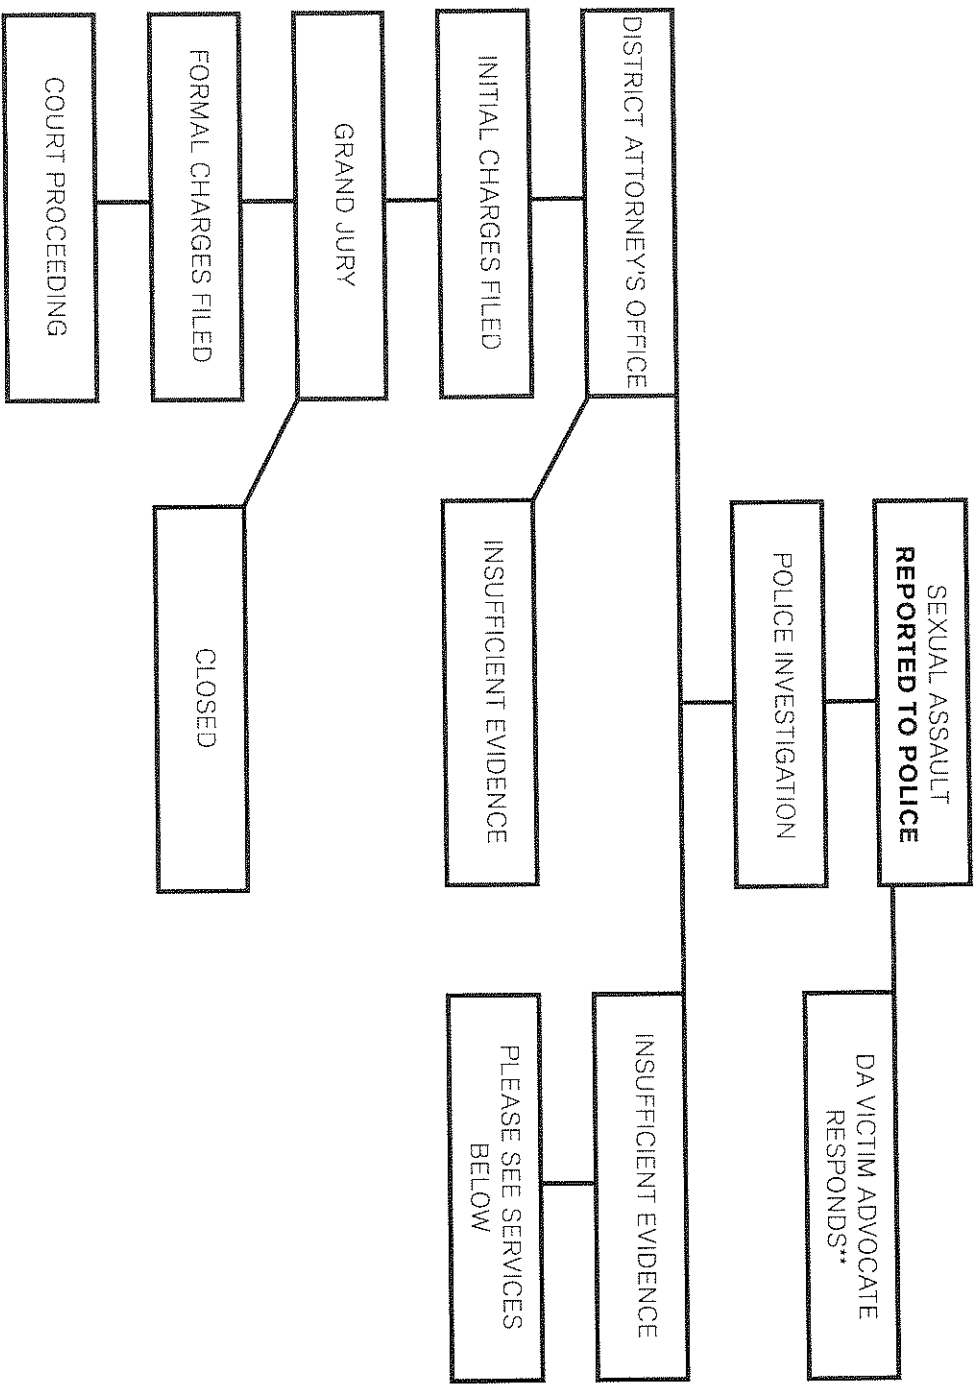 SEXUAL ASSAULT
REPORTED TO POLICE
DA VICTIM ADVOCATE
RESPONDS**
POLICE INVESTIGATION
DISTRICT ATTORNEY'S OFFICE
INSUFFICIENT EVIDENCE
INITIAL CHARGES FILED
INSUFFICIENT EVIDENCE
PLEASE SEE SERVICES
BELOW
GRAND JURY
FORMAL CHARGES FILED
CLOSED
COURT PROCEEDING